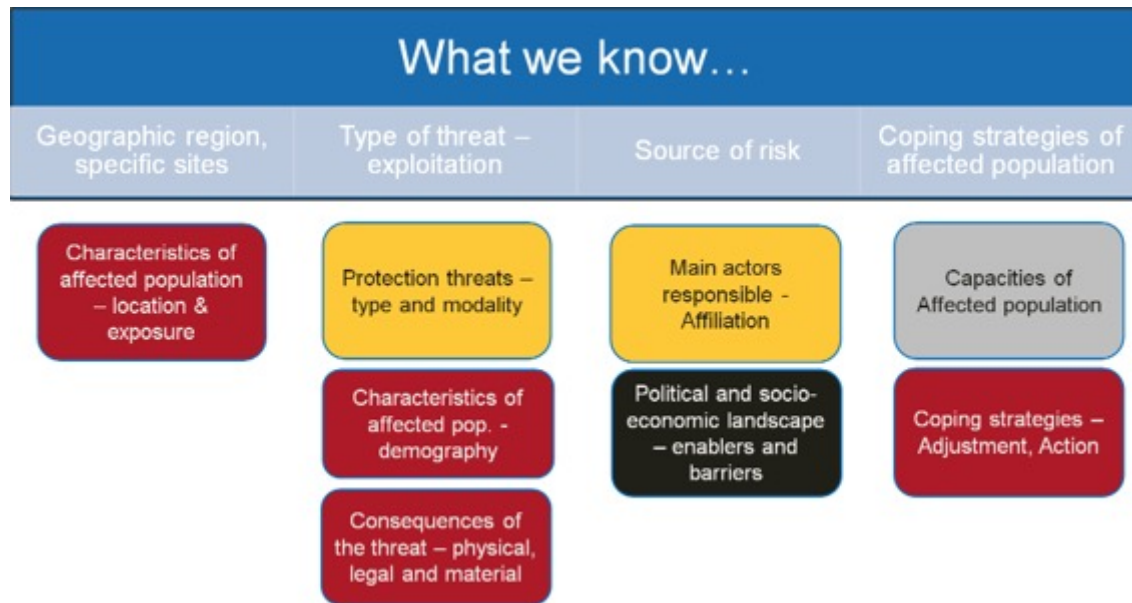 What we know…
Geographic region,
specific sites
Type of threat –
exploitation
Source of risk
Coping strategies of
affected population
Characteristics of
affected population
– location &
exposure
Protection threats –
type and modality
Characteristics of
affected pop. -
demography
Consequences of
the threat – physical,
legal and material
Main actors
responsible -
Affiliation
Political and socio-
economic landscape
– enablers and
barriers
Capacities of
Affected population
Coping strategies –
Adjustment, Action